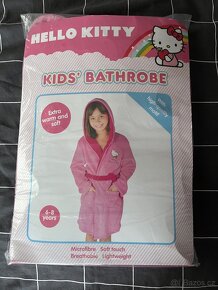 HELLO KITTY
KIDS' BATHROBE
Extra
warm and
soft
6-8
years
Microfibre Soft touch
Breathable Lightweight